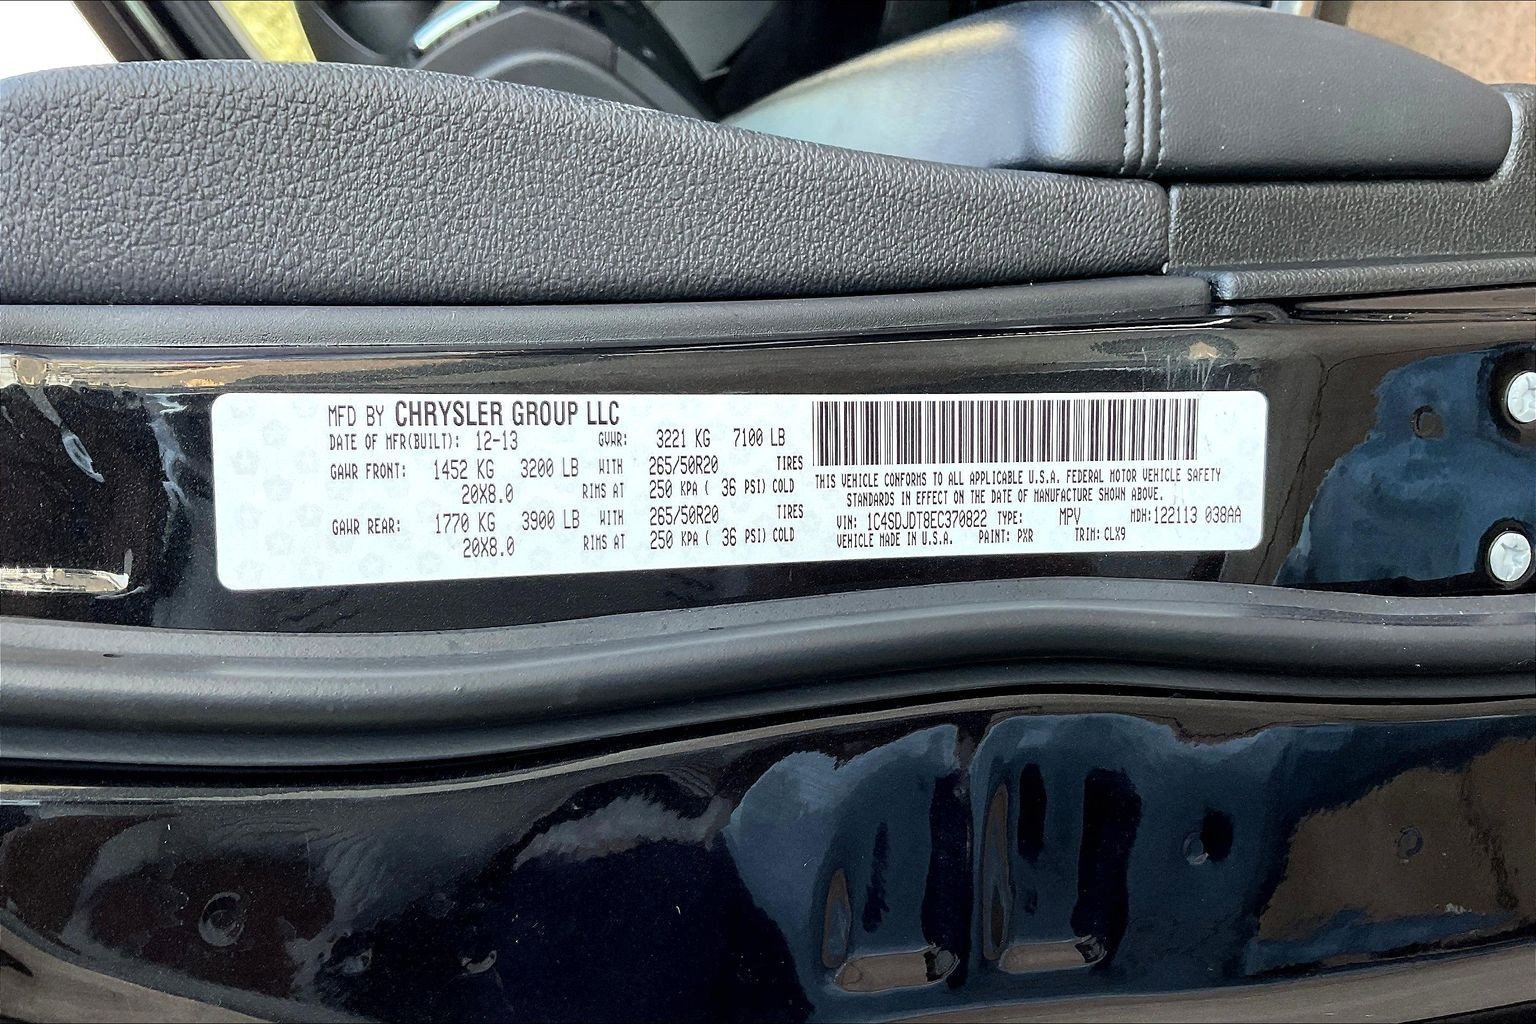 MFD BY CHRYSLER GROUP LLC
DATE OF MFR(BUILT): 12-13 GVWR: 3221 KG 7100 LB
GAWR FRONT: 1452 KG 3200 LB WITH 265/50R20 TIRES
20X8.0 RIMS AT 250 KPA ( 36 PSI) COLD
GAWR REAR: 1770 KG 3900 LB WITH 265/50R20 TIRES
20X8.0 RIMS AT 250 KPA ( 36 PSI) COLD
THIS VEHICLE CONFORMS TO ALL APPLICABLE U.S.A. FEDERAL MOTOR VEHICLE SAFETY
STANDARDS IN EFFECT ON THE DATE OF MANUFACTURE SHOWN ABOVE.
VIN: 1C4SDJDT8EC370822 TYPE: MPV MDH:122113 038AA
VEHICLE MADE IN U.S.A. PAINT: PXR TRIM: CLX9